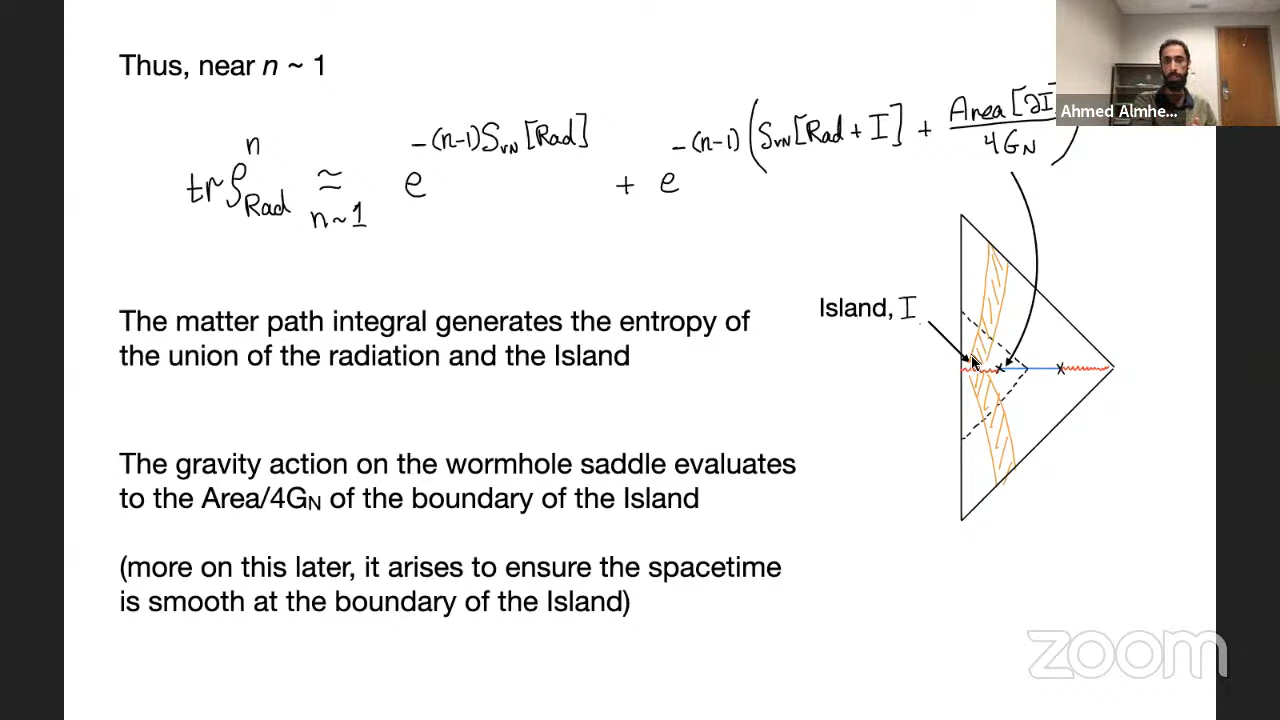 Thus, near n ~ 1
tr ρ_Rad^n ≈_{n~1} e^{-(n-1)S_vN[Rad]} + e^{-(n-1)(S_vN[Rad + I] + Area[∂I]/4G_N)}
Ahmed Almhe...
Island, I
The matter path integral generates the entropy of
the union of the radiation and the Island
The gravity action on the wormhole saddle evaluates
to the Area/4GN of the boundary of the Island
(more on this later, it arises to ensure the spacetime
is smooth at the boundary of the Island)
zoom